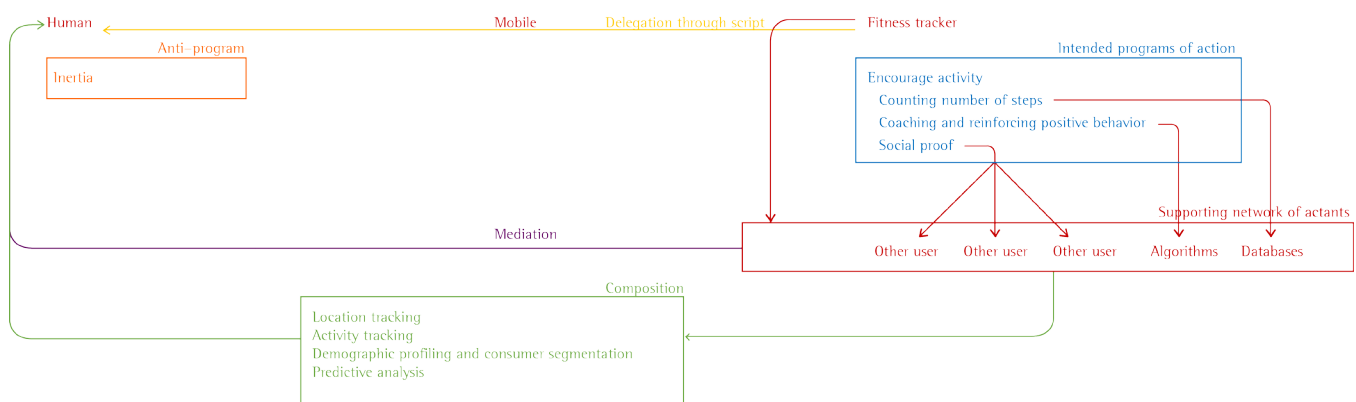 Human
Mobile
Delegation through script
Fitness tracker
Anti-program
Inertia
Intended programs of action
Encourage activity
Counting number of steps
Coaching and reinforcing positive behavior
Social proof
Supporting network of actants
Other user
Other user
Other user
Algorithms
Databases
Mediation
Composition
Location tracking
Activity tracking
Demographic profiling and consumer segmentation
Predictive analysis